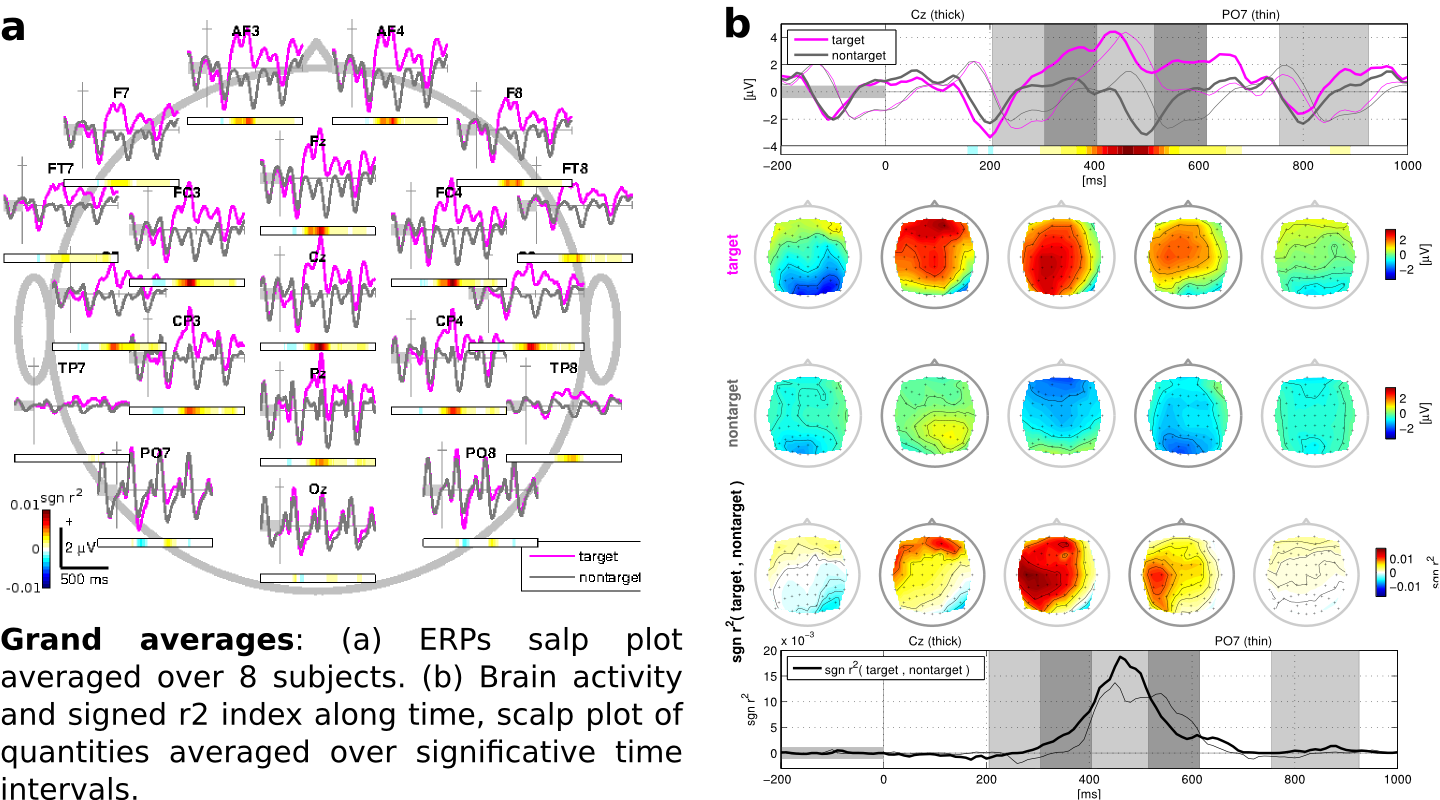 a
AF3
AF4
F7
F8
Fz
FT7
FT8
FC3
FC4
Cz
CP3
CP4
TP7
TP8
Pz
PO7
PO8
Oz
sgn r²
0.01
0
-0.01
+
2 µV
500 ms
target
nontarget
Grand averages: (a) ERPs salp plot
averaged over 8 subjects. (b) Brain activity
and signed r2 index along time, scalp plot of
quantities averaged over significative time
intervals.
b
Cz (thick)
PO7 (thin)
target
nontarget
[µV]
4
2
0
−2
−4
−200
0
200
400
600
800
1000
[ms]
target
2
0
−2
[µV]
nontarget
2
0
−2
[µV]
sgn r²( target , nontarget )
0.01
0
−0.01
sgn r²
x 10⁻³
Cz (thick)
PO7 (thin)
sgn r²( target , nontarget )
sgn r²
20
15
10
5
0
−200
0
200
400
600
800
1000
[ms]